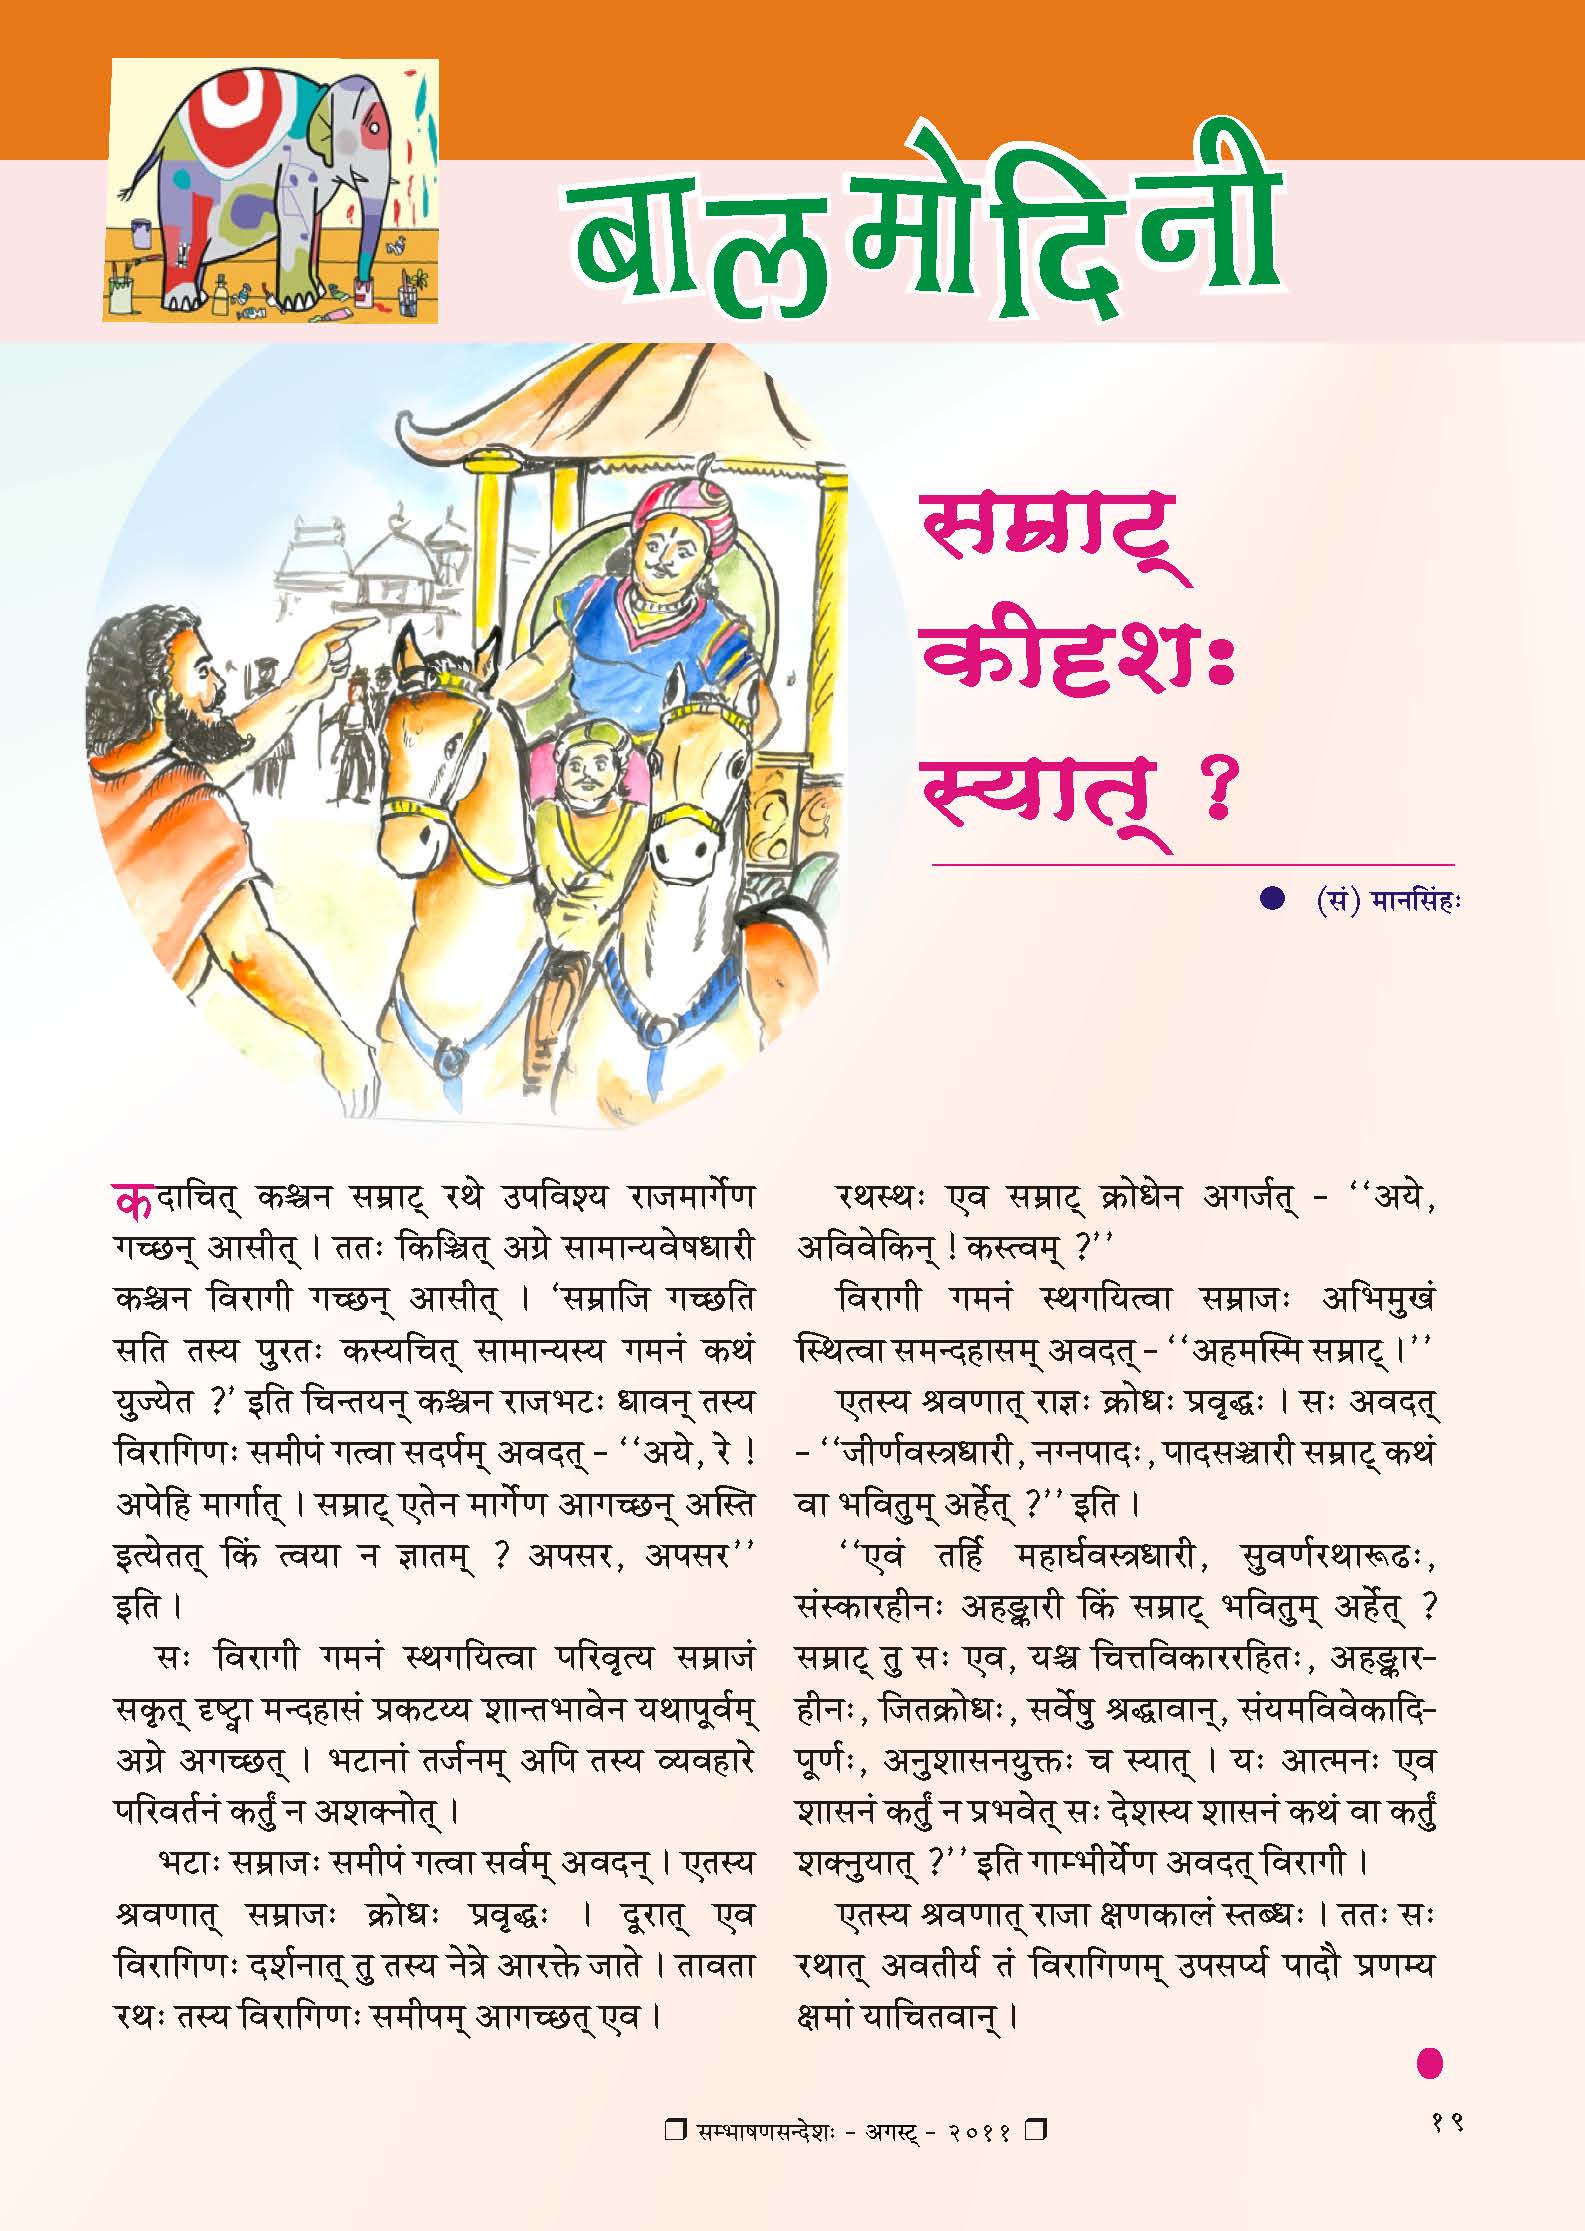 बालमोदिनी
सम्राट्
कीदृशः
स्यात् ?
● (सं) मानसिंहः
कदाचित् कश्चन सम्राट् रथे उपविश्य राजमार्गेण
गच्छन् आसीत् । ततः किञ्चित् अग्रे सामान्यवेषधारी
कश्चन विरागी गच्छन् आसीत् । ‘सम्राजि गच्छति
सति तस्य पुरतः कस्यचित् सामान्यस्य गमनं कथं
युज्येत ?’ इति चिन्तयन् कश्चन राजभटः धावन् तस्य
विरागिणः समीपं गत्वा सदर्पम् अवदत् – ‘‘अये, रे !
अपेहि मार्गात् । सम्राट् एतेन मार्गेण आगच्छन् अस्ति
इत्येतत् किं त्वया न ज्ञातम् ? अपसर, अपसर’’
इति ।
सः विरागी गमनं स्थगयित्वा परिवृत्य सम्राजं
सकृत् दृष्ट्वा मन्दहासं प्रकटय्य शान्तभावेन यथापूर्वम्
अग्रे अगच्छत् । भटानां तर्जनम् अपि तस्य व्यवहारे
परिवर्तनं कर्तुं न अशक्नोत् ।
भटाः सम्राजः समीपं गत्वा सर्वम् अवदन् । एतस्य
श्रवणात् सम्राजः क्रोधः प्रवृद्धः । दूरात् एव
विरागिणः दर्शनात् तु तस्य नेत्रे आरक्ते जाते । तावता
रथः तस्य विरागिणः समीपम् आगच्छत् एव ।
रथस्थः एव सम्राट् क्रोधेन अगर्जत् – ‘‘अये,
अविवेकिन् ! कस्त्वम् ?’’
विरागी गमनं स्थगयित्वा सम्राजः अभिमुखं
स्थित्वा समन्दहासम् अवदत् – ‘‘अहमस्मि सम्राट् ।’’
एतस्य श्रवणात् राज्ञः क्रोधः प्रवृद्धः । सः अवदत्
– ‘‘जीर्णवस्त्रधारी, नग्नपादः, पादसञ्चारी सम्राट् कथं
वा भवितुम् अर्हेत् ?’’ इति ।
‘‘एवं तर्हि महार्घवस्त्रधारी, सुवर्णरथारूढः,
संस्कारहीनः अहङ्कारी किं सम्राट् भवितुम् अर्हेत् ?
सम्राट् तु सः एव, यश्च चित्तविकाररहितः, अहङ्कार–
हीनः, जितक्रोधः, सर्वेषु श्रद्धावान्, संयमविवेकादि–
पूर्णः, अनुशासनयुक्तः च स्यात् । यः आत्मनः एव
शासनं कर्तुं न प्रभवेत् सः देशस्य शासनं कथं वा कर्तुं
शक्नुयात् ?’’ इति गाम्भीर्येण अवदत् विरागी ।
एतस्य श्रवणात् राजा क्षणकालं स्तब्धः । ततः सः
रथात् अवतीर्य तं विरागिणम् उपसर्प्य पादौ प्रणम्य
क्षमां याचितवान् ।
❒ सम्भाषणसन्देशः – अगस्ट् – २०११ ❒
१९